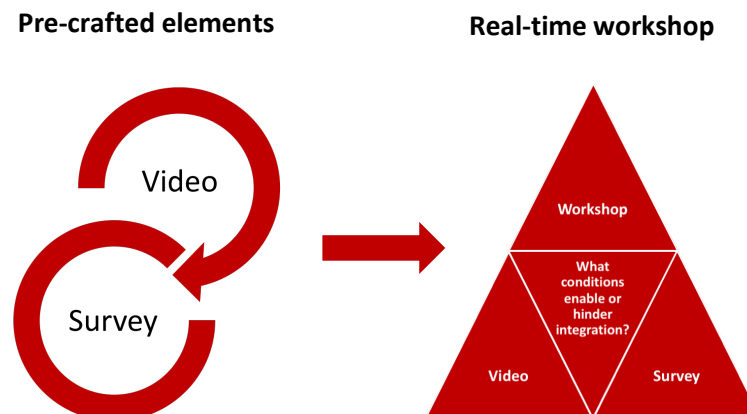 Pre-crafted elements
Real-time workshop
Video
Survey
Workshop
What
conditions
enable or
hinder
integration?
Video
Survey